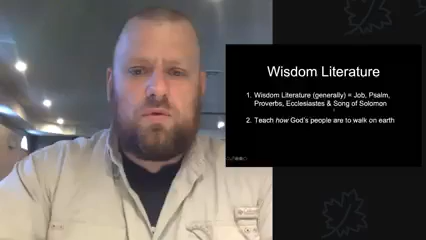 Wisdom Literature
1. Wisdom Literature (generally) = Job, Psalm,
Proverbs, Ecclesiastes & Song of Solomon
2. Teach how God's people are to walk on earth